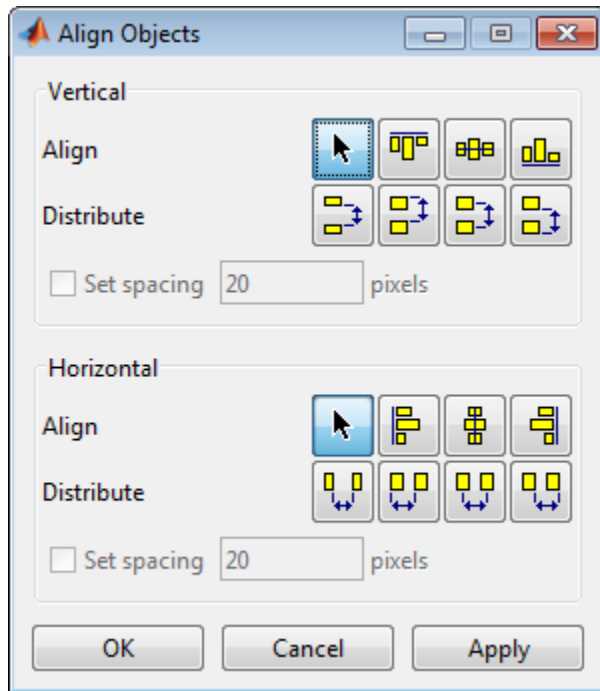 Align Objects
Vertical
Align
Distribute
Set spacing 20 pixels
Horizontal
Align
Distribute
Set spacing 20 pixels
OK Cancel Apply